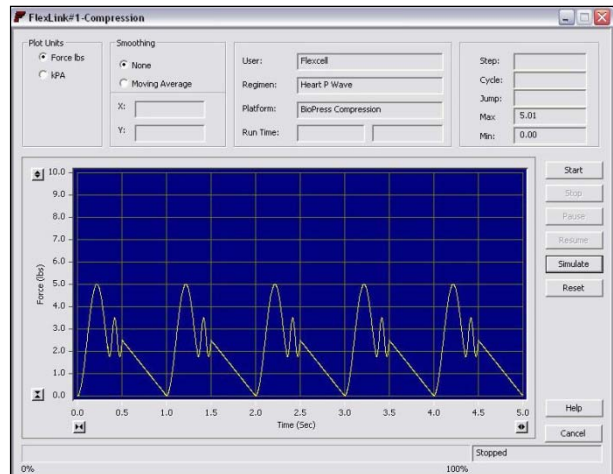 FlexLink#1-Compression
Plot Units
Force lbs
kPA
Smoothing
None
Moving Average
X:
Y:
User: Flexcell
Regimen: Heart P Wave
Platform: BioPress Compression
Run Time:
Step:
Cycle:
Jump:
Max 5.01
Min: 0.00
Start
Stop
Pause
Resume
Simulate
Reset
Help
Cancel
Force (lbs)
10.0
9.0
8.0
7.0
6.0
5.0
4.0
3.0
2.0
1.0
0.0
0.0 0.5 1.0 1.5 2.0 2.5 3.0 3.5 4.0 4.5 5.0
Time (Sec)
Stopped
0% 100%